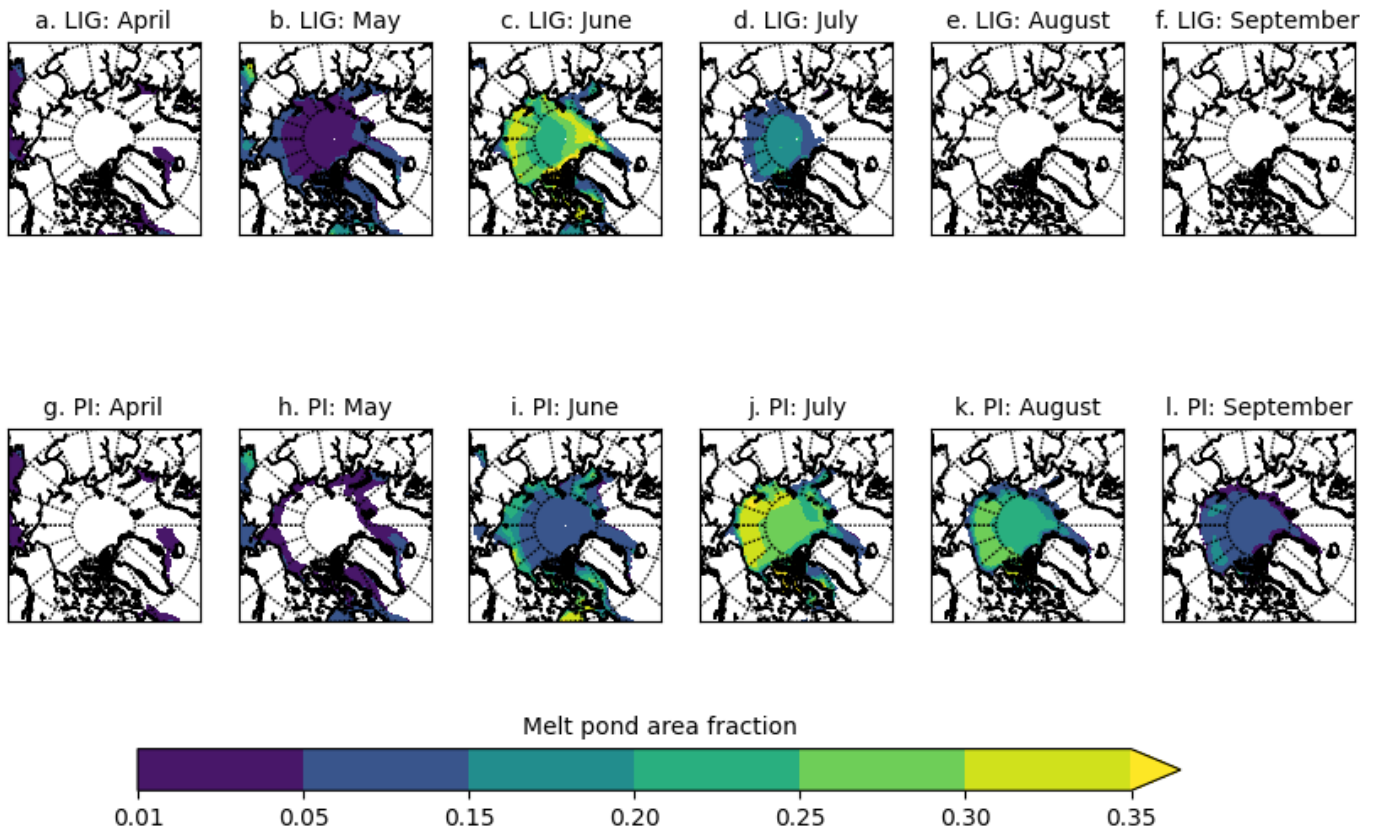 a. LIG: April b. LIG: May c. LIG: June d. LIG: July e. LIG: August f. LIG: September
g. PI: April h. PI: May i. PI: June j. PI: July k. PI: August l. PI: September
Melt pond area fraction
0.01 0.05 0.15 0.20 0.25 0.30 0.35